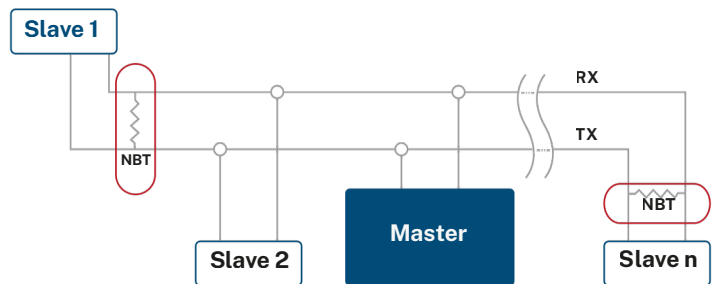 Slave 1
RX
TX
NBT
NBT
Master
Slave 2
Slave n